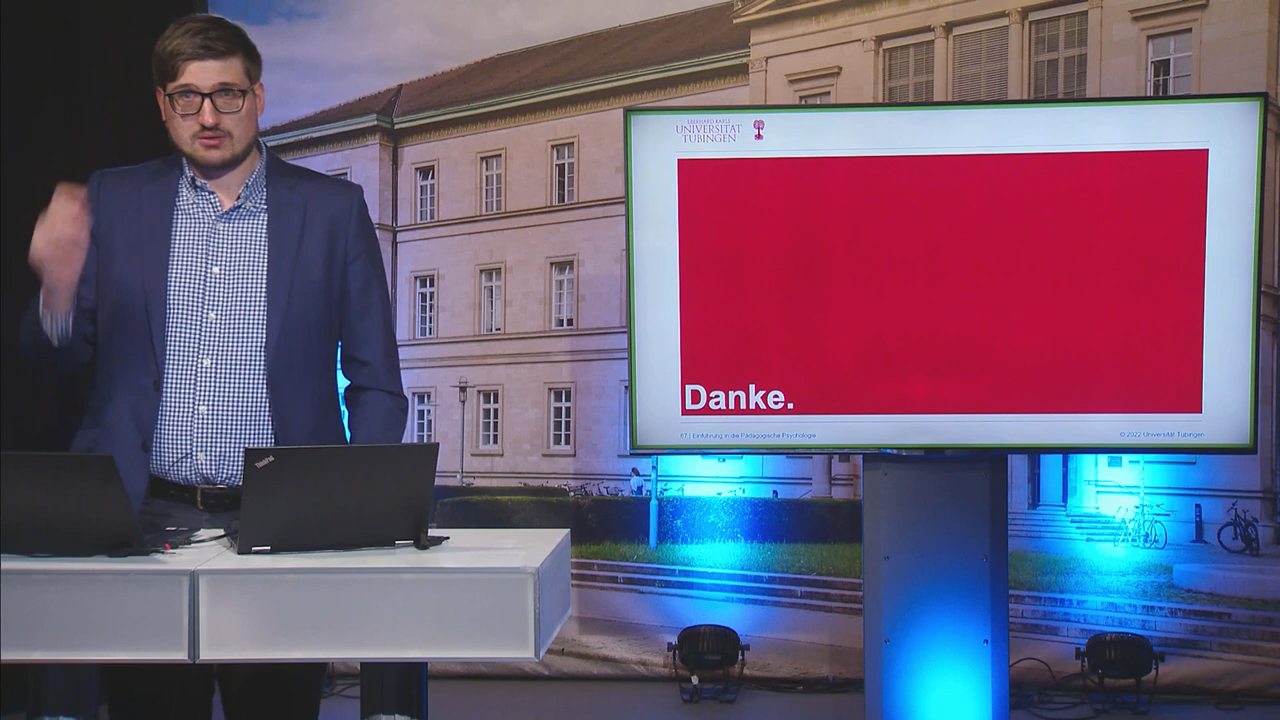 EBERHARD KARLS
UNIVERSITÄT
TÜBINGEN
Danke.
67 | Einführung in die Pädagogische Psychologie
© 2022 Universität Tübingen
ThinkPad